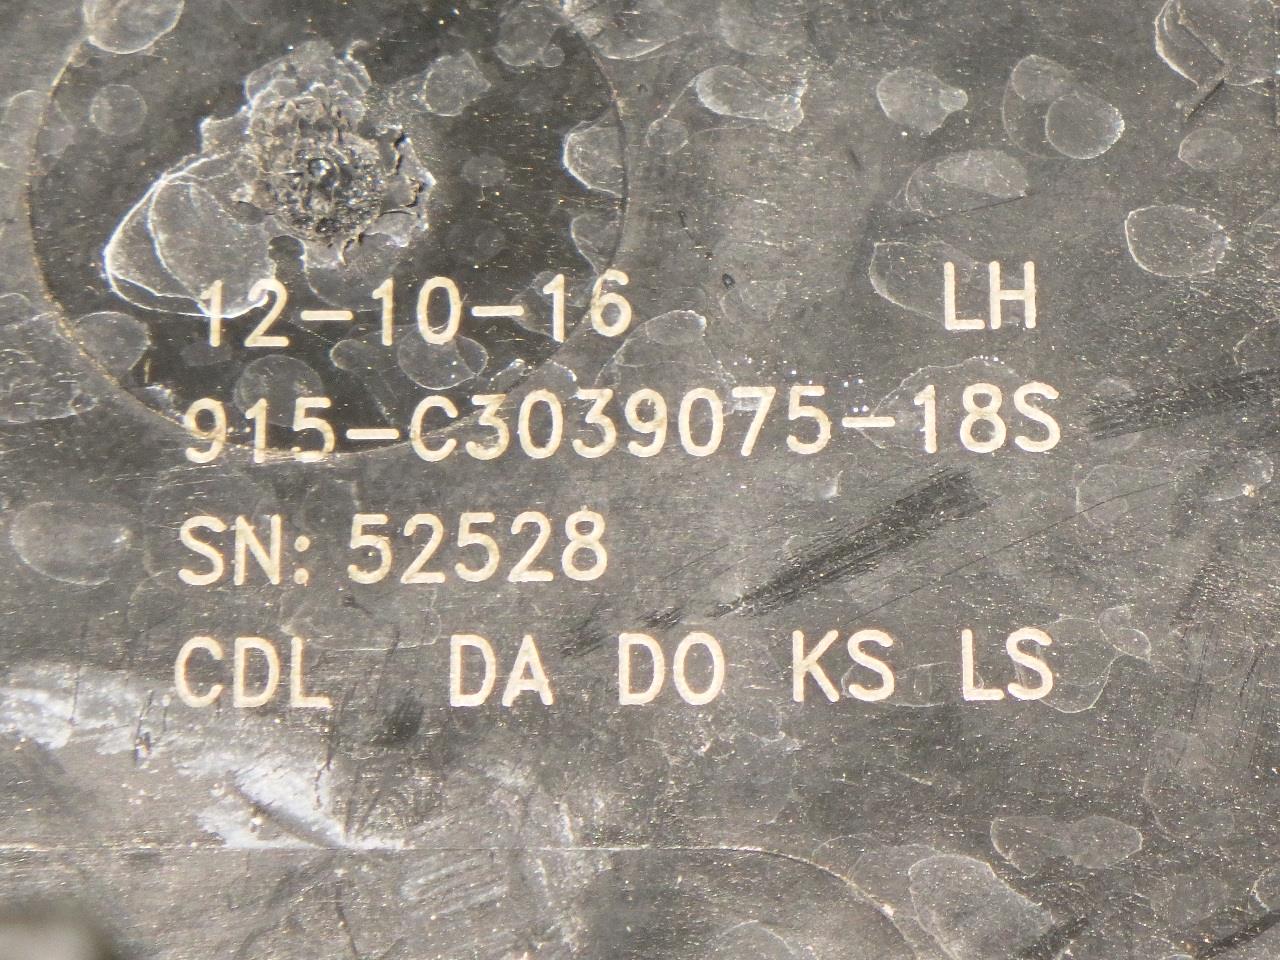 12-10-16 LH
915-C3039075-18S
SN: 52528
CDL DA DO KS LS